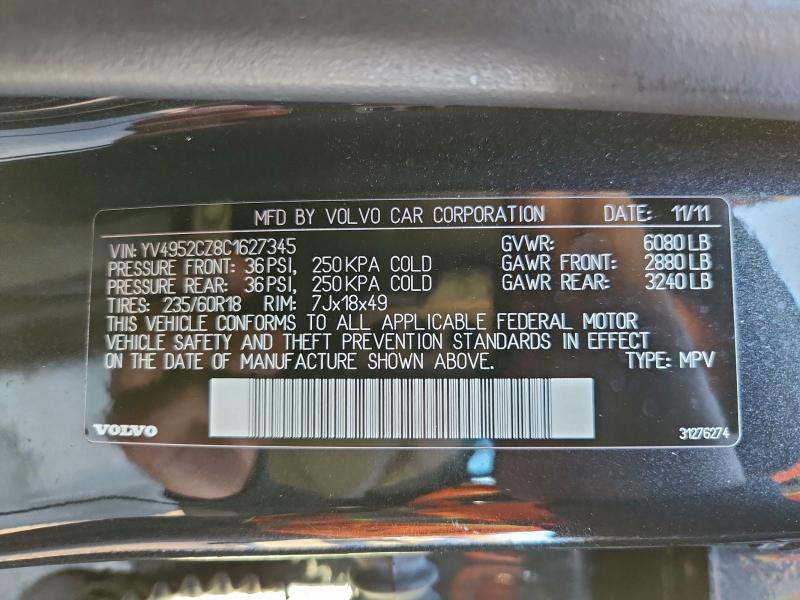 MFD BY VOLVO CAR CORPORATION DATE: 11/11
VIN: YV4952CZ8C1627345 GVWR: 6080 LB
PRESSURE FRONT: 36 PSI, 250 KPA COLD GAWR FRONT: 2880 LB
PRESSURE REAR: 36 PSI, 250 KPA COLD GAWR REAR: 3240 LB
TIRES: 235/60R18 RIM: 7Jx18x49
THIS VEHICLE CONFORMS TO ALL APPLICABLE FEDERAL MOTOR
VEHICLE SAFETY AND THEFT PREVENTION STANDARDS IN EFFECT
ON THE DATE OF MANUFACTURE SHOWN ABOVE. TYPE: MPV
VOLVO 31276274